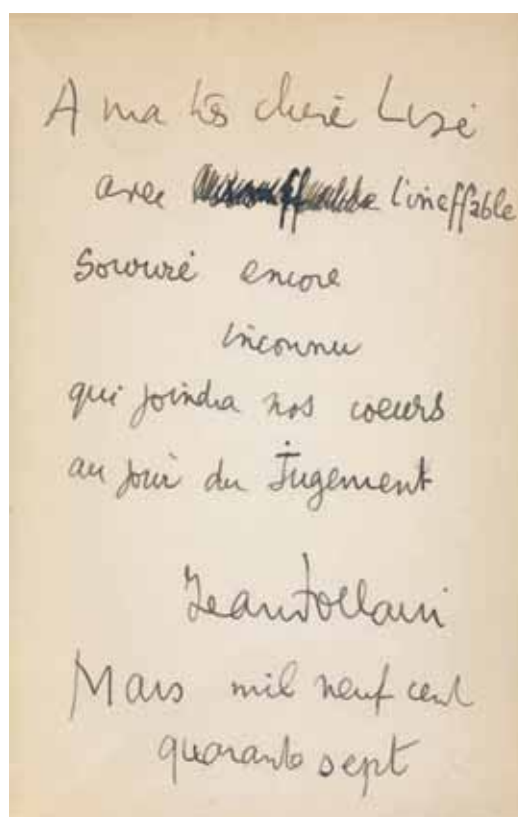 A ma très chère Lise
avec l'ineffable
sourire encore
inconnu
qui joindra nos coeurs
au jour du Jugement
Jean Follain
Mars mil neuf cent
quarante sept